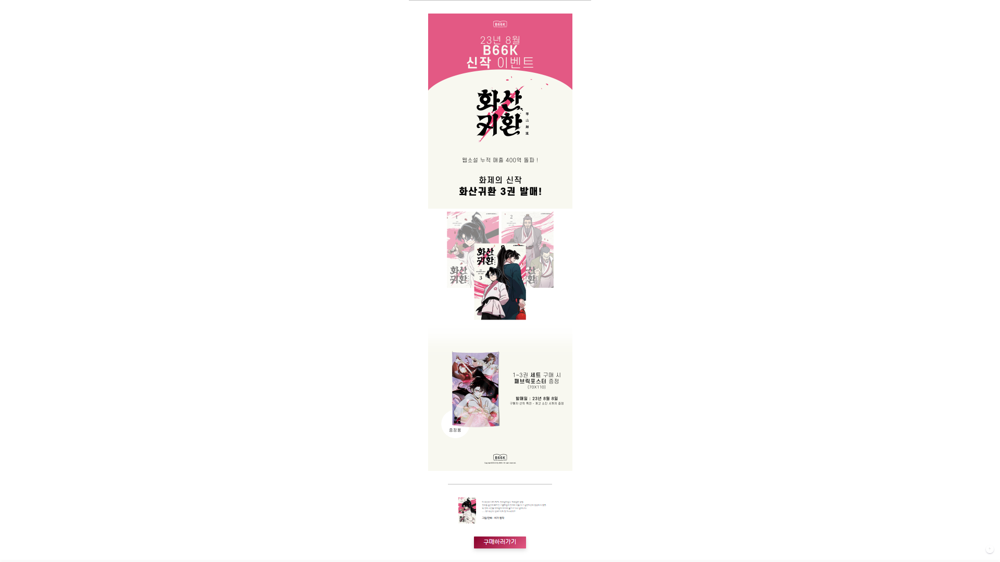 B66K
23년 8월
B66K
신작 이벤트
화산
귀환
華
山
歸
還
웹소설 누적 매출 400억 돌파 !
화제의 신작
화산귀환 3권 발매!
1
2
화산
귀환
화산
귀환
3
1~3권 세트 구매 시
패브릭포스터 증정
(70X110)
발매일 : 23년 8월 8일
구매자 선착 특전 - 재고 소진 시까지 증정
증정용
B66K
화산
귀환
구매하러가기